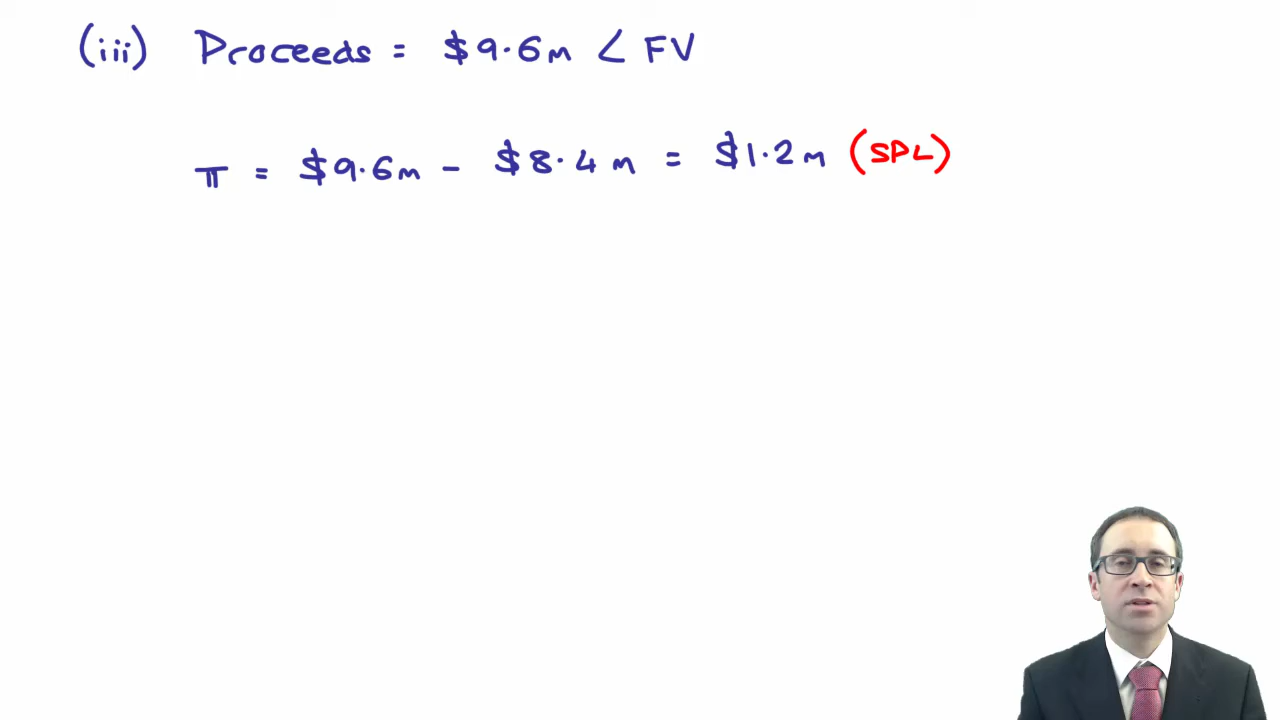 (iii) Proceeds = $9.6m < FV
π = $9.6m - $8.4m = $1.2m (SPL)